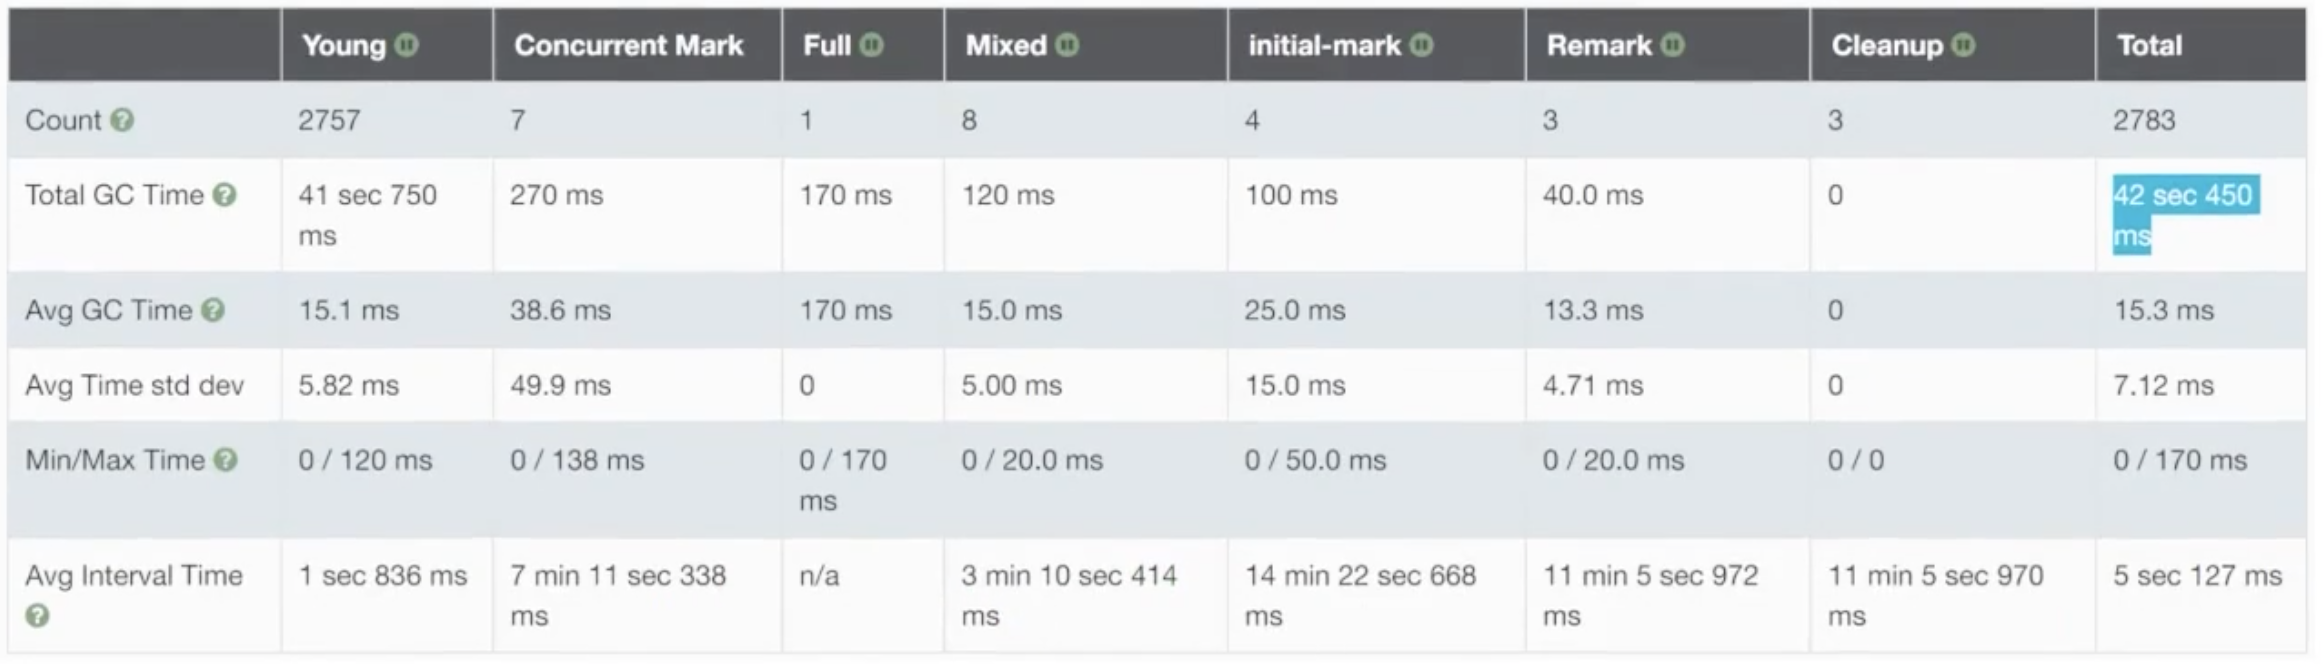 Young Concurrent Mark Full Mixed initial-mark Remark Cleanup Total
Count 2757 7 1 8 4 3 3 2783
Total GC Time 41 sec 750 270 ms 170 ms 120 ms 100 ms 40.0 ms 0 42 sec 450
ms ms
Avg GC Time 15.1 ms 38.6 ms 170 ms 15.0 ms 25.0 ms 13.3 ms 0 15.3 ms
Avg Time std dev 5.82 ms 49.9 ms 0 5.00 ms 15.0 ms 4.71 ms 0 7.12 ms
Min/Max Time 0 / 120 ms 0 / 138 ms 0 / 170 0 / 20.0 ms 0 / 50.0 ms 0 / 20.0 ms 0 / 0 0 / 170 ms
ms
Avg Interval Time 1 sec 836 ms 7 min 11 sec 338 n/a 3 min 10 sec 414 14 min 22 sec 668 11 min 5 sec 972 11 min 5 sec 970 5 sec 127 ms
ms ms ms ms ms